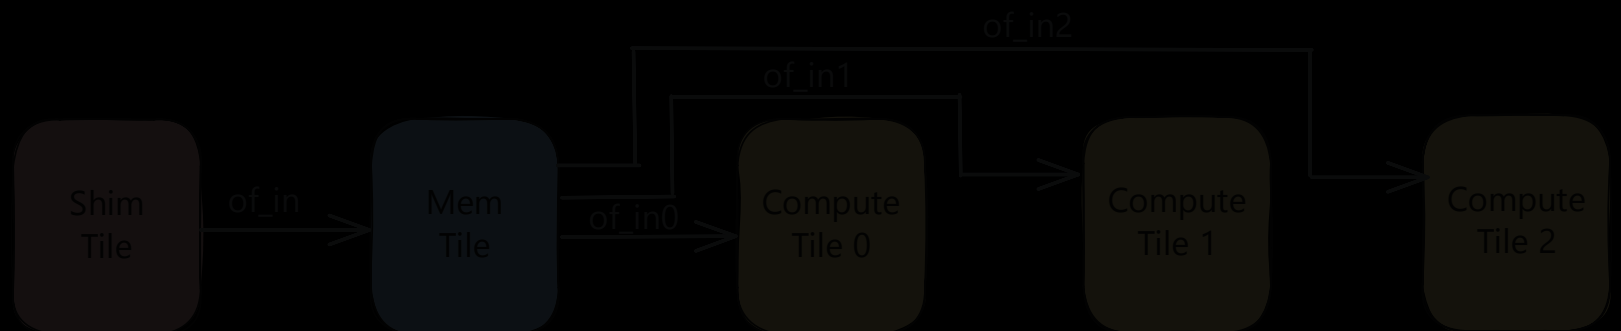 of_in2
of_in1
Shim
Tile
of_in
Mem
Tile
of_in0
Compute
Tile 0
Compute
Tile 1
Compute
Tile 2